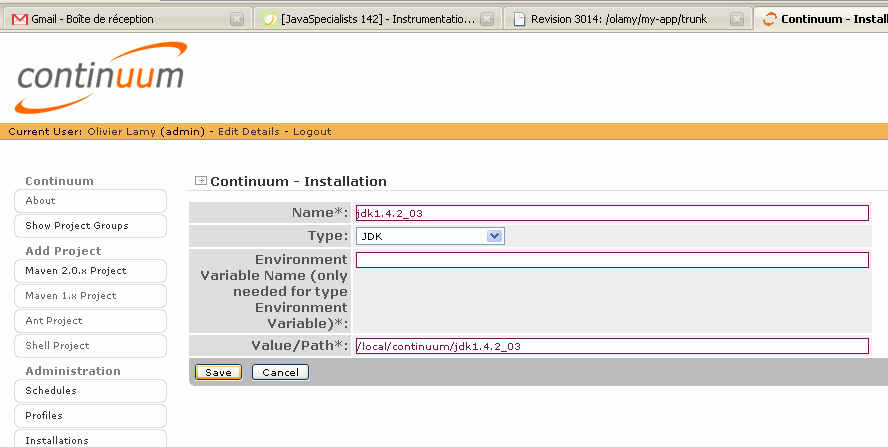 Gmail - Boîte de réception
[JavaSpecialists 142] - Instrumentatio...
Revision 3014: /olamy/my-app/trunk
Continuum - Instal
continuum
Current User: Olivier Lamy (admin) - Edit Details - Logout
Continuum
About
Show Project Groups
Add Project
Maven 2.0.x Project
Maven 1.x Project
Ant Project
Shell Project
Administration
Schedules
Profiles
Installations
Continuum - Installation
Name*: jdk1.4.2_03
Type: JDK
Environment
Variable Name (only
needed for type
Environment
Variable)*:
Value/Path*: /local/continuum/jdk1.4.2_03
Save Cancel